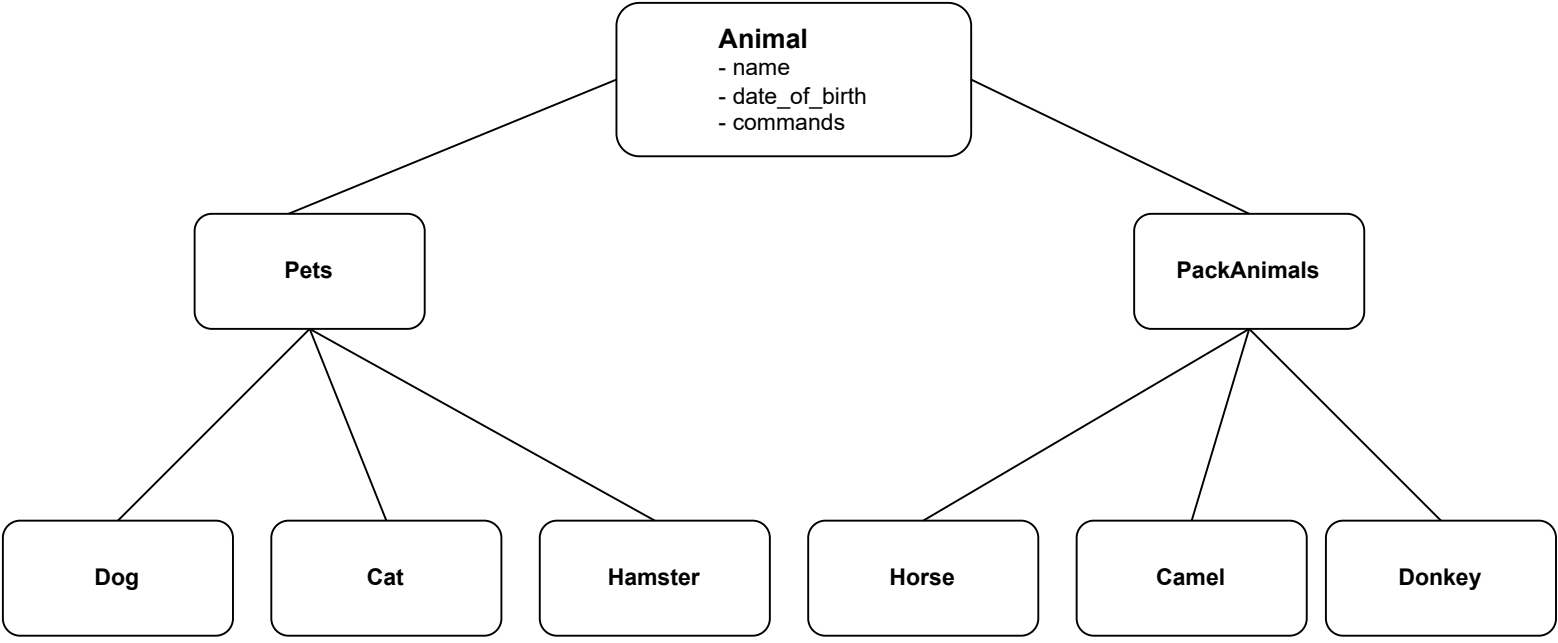 Animal
- name
- date_of_birth
- commands
Pets
PackAnimals
Dog
Cat
Hamster
Horse
Camel
Donkey